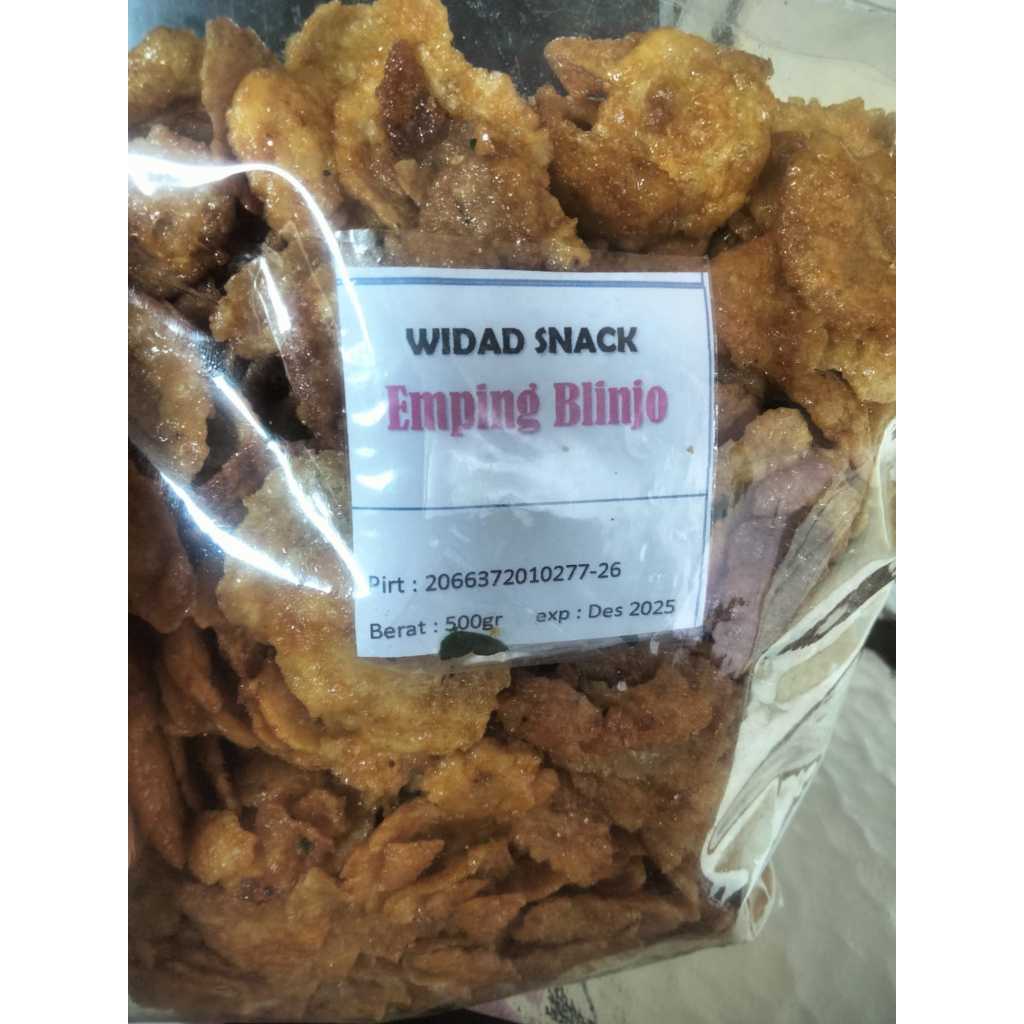 WIDAD SNACK
Emping Blinjo
Pirt : 2066372010277-26
Berat : 500gr exp : Des 2025